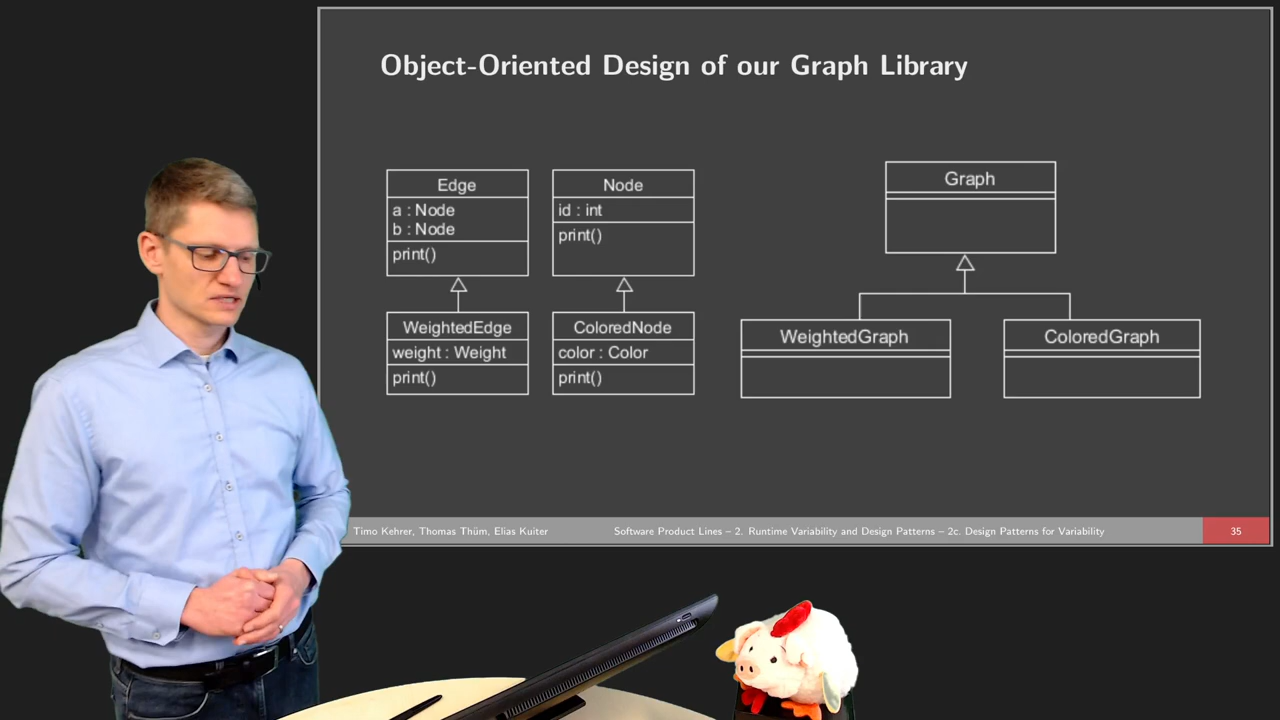 Object-Oriented Design of our Graph Library
Edge
a : Node
b : Node
print()
Node
id : int
print()
WeightedEdge
weight : Weight
print()
ColoredNode
color : Color
print()
Graph
WeightedGraph
ColoredGraph
Timo Kehrer, Thomas Thüm, Elias Kuiter
Software Product Lines – 2. Runtime Variability and Design Patterns – 2c. Design Patterns for Variability
35